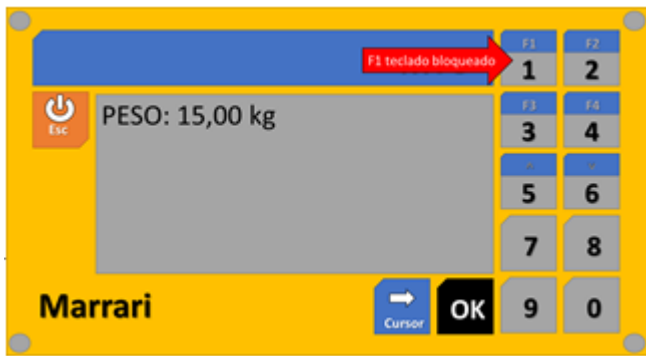 F1 teclado bloqueado
F1
1
F2
2
Esc
PESO: 15,00 kg
F3
3
F4
4
5
6
7
8
Marrari
Cursor
OK
9
0